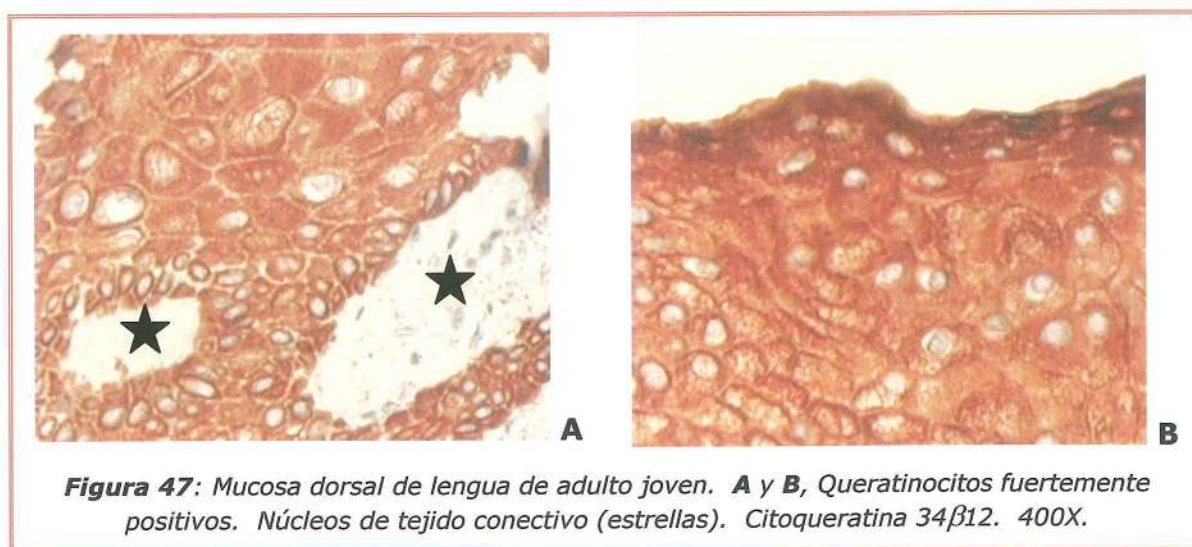 A
B
Figura 47: Mucosa dorsal de lengua de adulto joven. A y B, Queratinocitos fuertemente
positivos. Núcleos de tejido conectivo (estrellas). Citoqueratina 34β12. 400X.